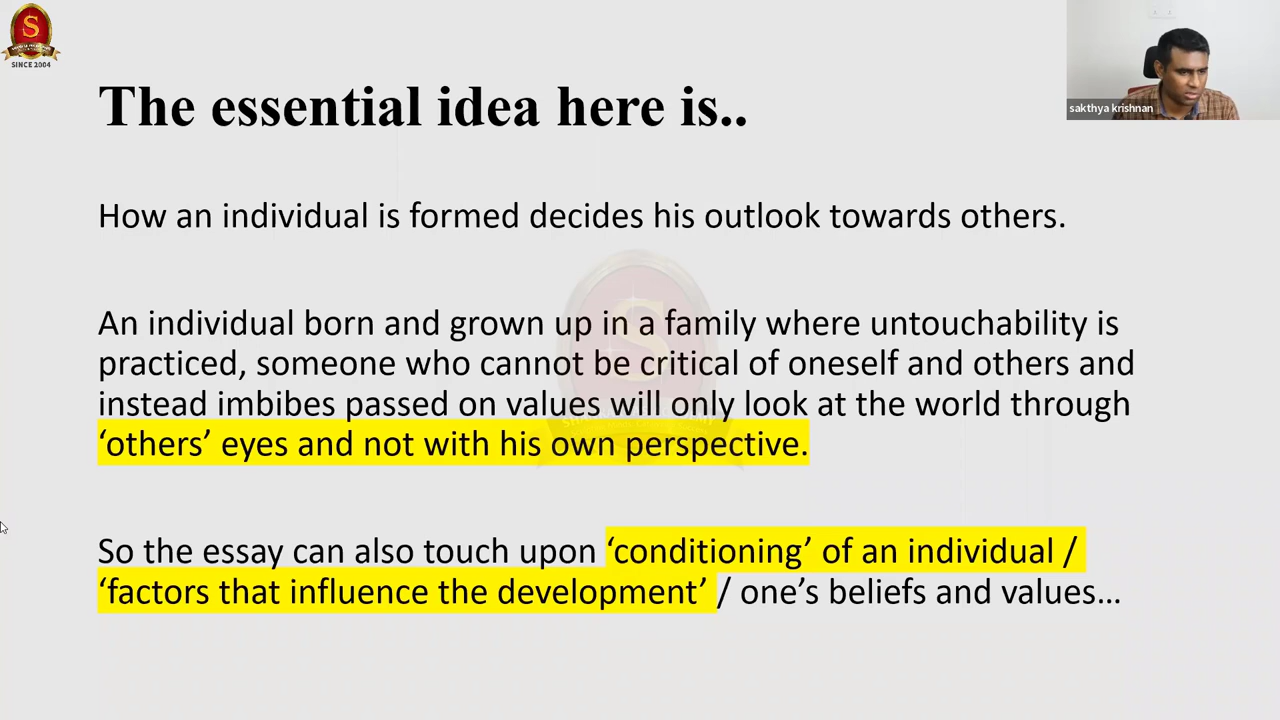 S
SINCE 2004
The essential idea here is..
sakthya krishnan
How an individual is formed decides his outlook towards others.
An individual born and grown up in a family where untouchability is
practiced, someone who cannot be critical of oneself and others and
instead imbibes passed on values will only look at the world through
‘others’ eyes and not with his own perspective.
So the essay can also touch upon ‘conditioning’ of an individual /
‘factors that influence the development’ / one’s beliefs and values…